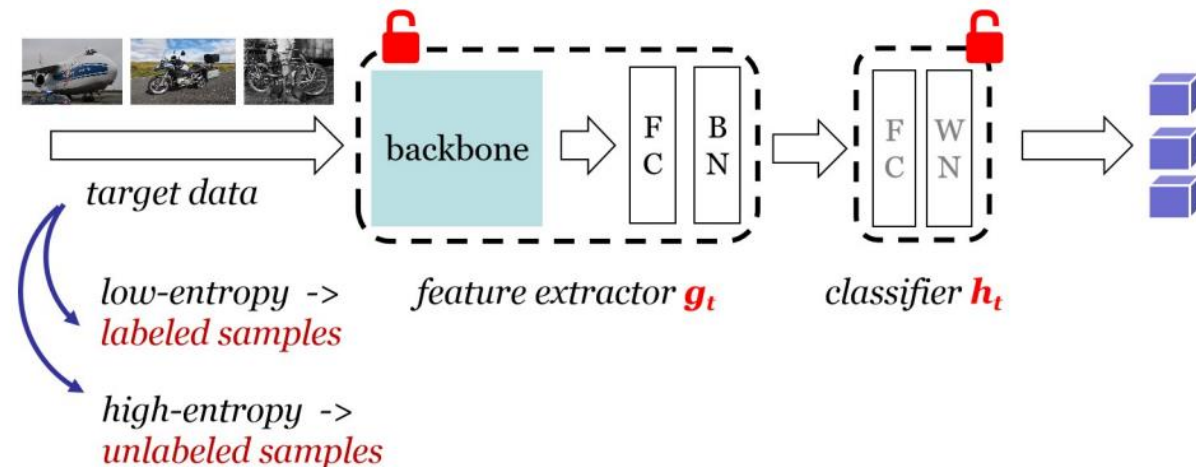 target data
low-entropy ->
labeled samples
high-entropy ->
unlabeled samples
backbone
F
C
B
N
feature extractor g_t
F
C
W
N
classifier h_t